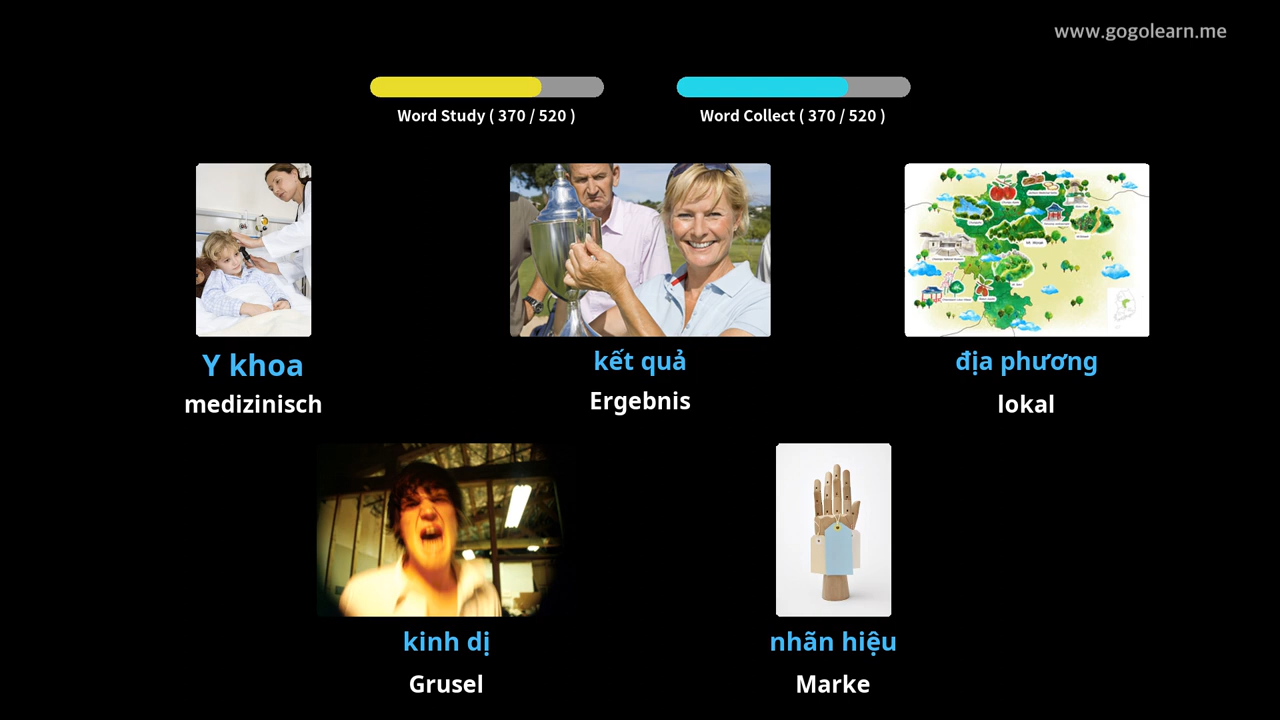 www.gogolearn.me
Word Study ( 370 / 520 )
Word Collect ( 370 / 520 )
Y khoa
medizinisch
kết quả
Ergebnis
địa phương
lokal
kinh dị
Grusel
nhãn hiệu
Marke